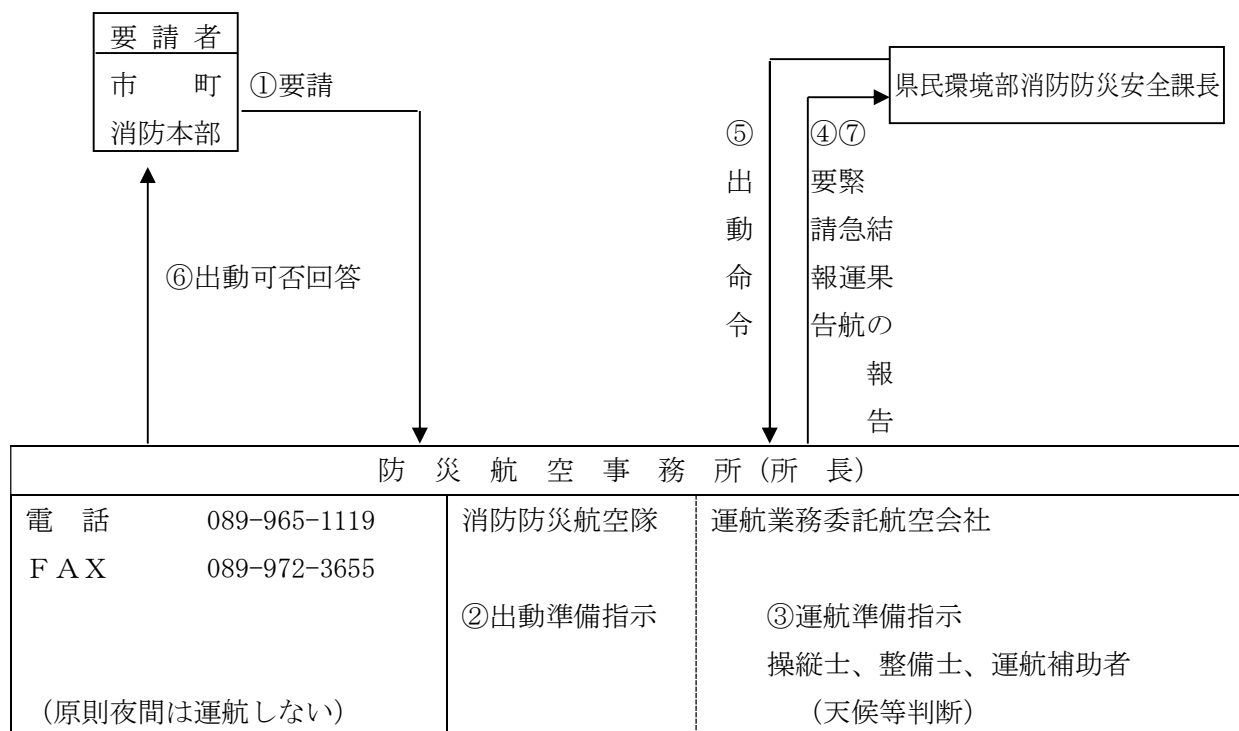 要 請 者
市　　町
消防本部
①要請
県民環境部消防防災安全課長
⑤出動命令
④要請報告
⑦緊急運航結果の報告
⑥出動可否回答
防 災 航 空 事 務 所 (所 長)
電 話 089-965-1119
ＦＡＸ 089-972-3655
(原則夜間は運航しない)
消防防災航空隊
②出動準備指示
運航業務委託航空会社
③運航準備指示
操縦士、整備士、運航補助者
(天候等判断)